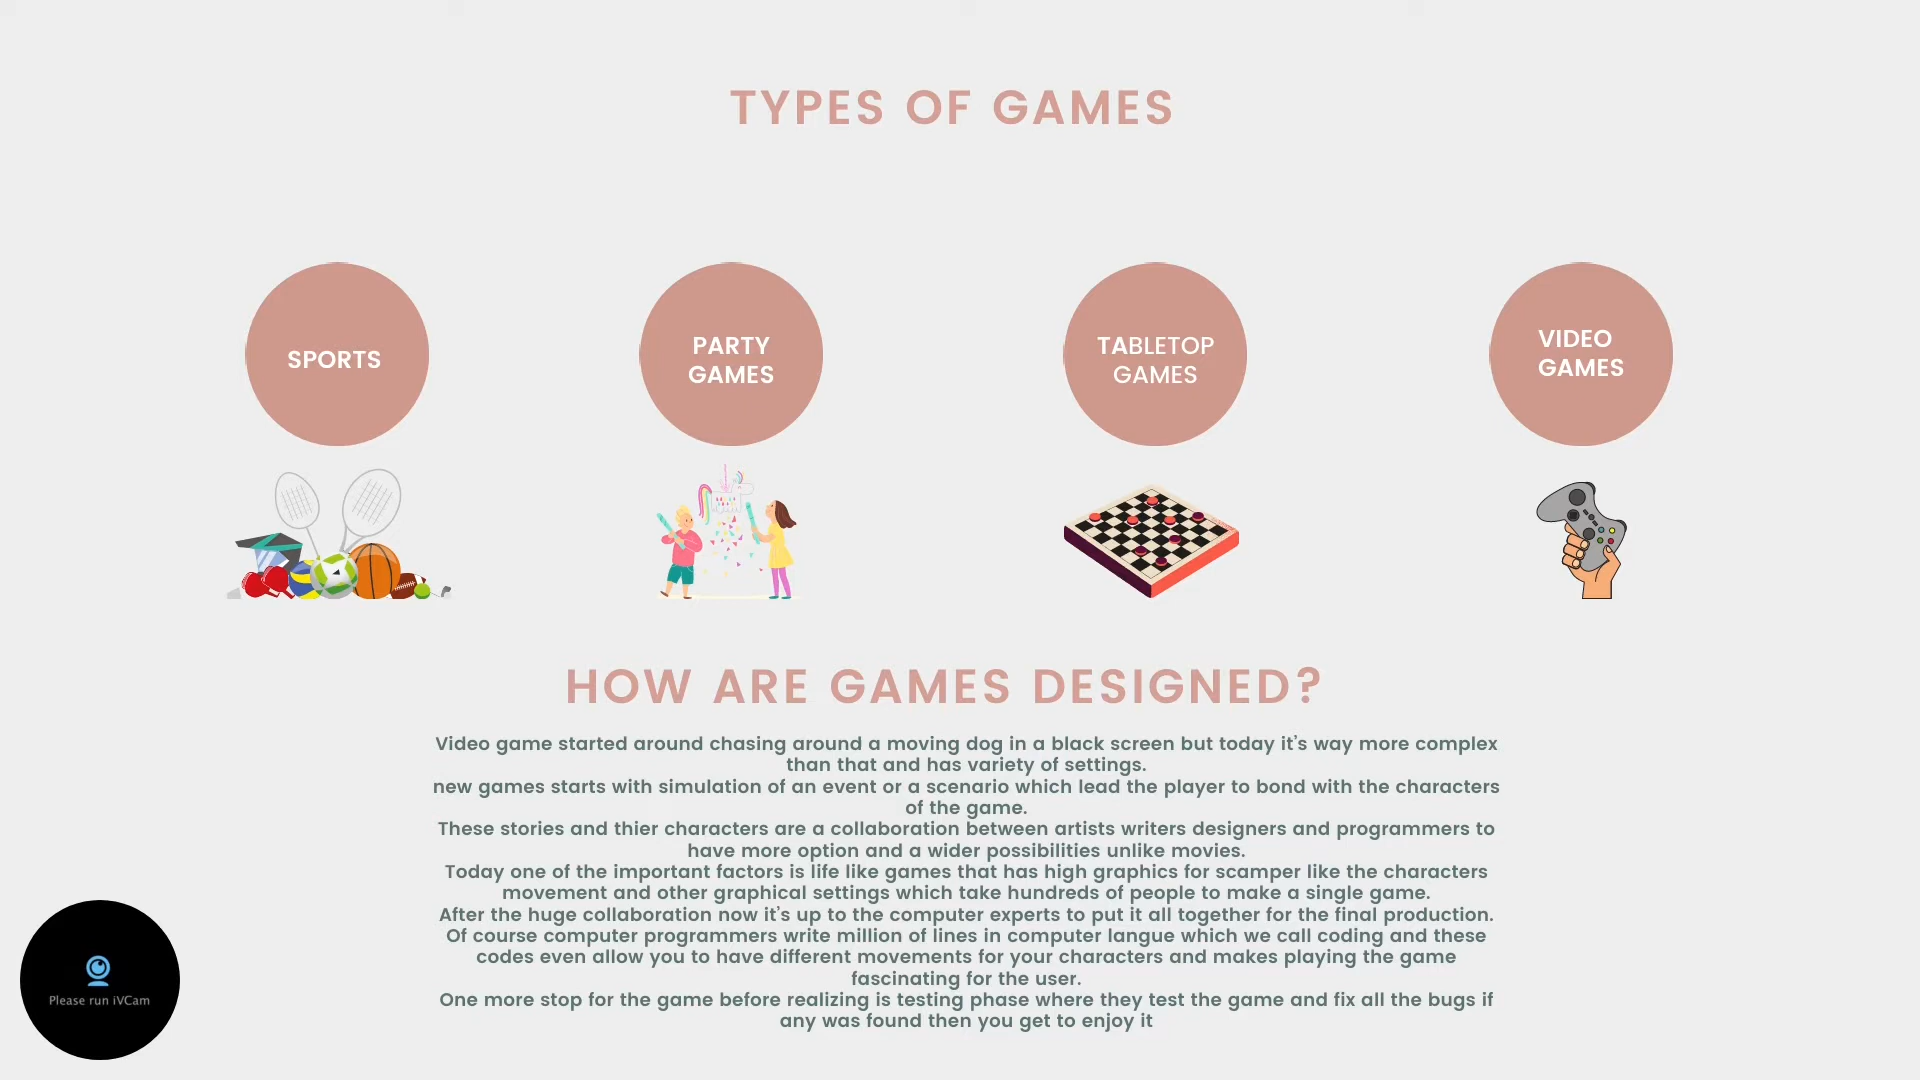 TYPES OF GAMES
SPORTS
PARTY
GAMES
TABLETOP
GAMES
VIDEO
GAMES
HOW ARE GAMES DESIGNED?
Video game started around chasing around a moving dog in a black screen but today it's way more complex
than that and has variety of settings.
new games starts with simulation of an event or a scenario which lead the player to bond with the characters
of the game.
These stories and thier characters are a collaboration between artists writers designers and programmers to
have more option and a wider possibilities unlike movies.
Today one of the important factors is life like games that has high graphics for scamper like the characters
movement and other graphical settings which take hundreds of people to make a single game.
After the huge collaboration now it's up to the computer experts to put it all together for the final production.
Of course computer programmers write million of lines in computer langue which we call coding and these
codes even allow you to have different movements for your characters and makes playing the game
fascinating for the user.
One more stop for the game before realizing is testing phase where they test the game and fix all the bugs if
any was found then you get to enjoy it
Please run iVCam